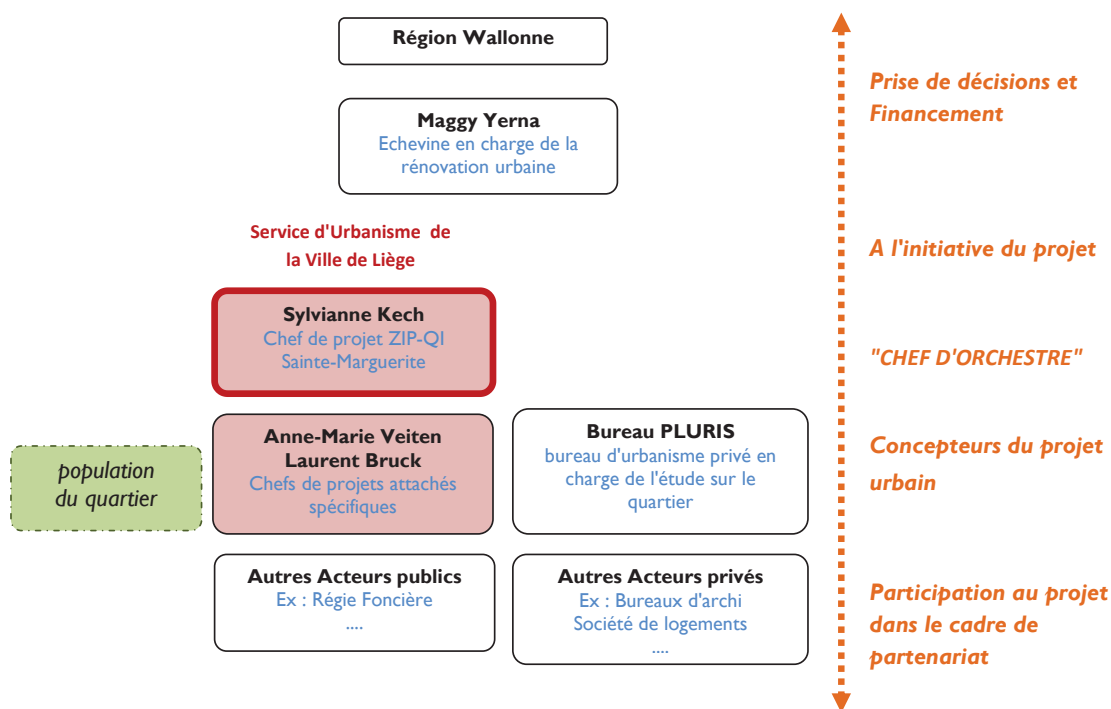 Région Wallonne
Prise de décisions et
Financement
Maggy Yerna
Echevine en charge de la
rénovation urbaine
Service d'Urbanisme de
la Ville de Liège
A l'initiative du projet
Sylvianne Kech
Chef de projet ZIP-QI
Sainte-Marguerite
"CHEF D'ORCHESTRE"
population
du quartier
Anne-Marie Veiten
Laurent Bruck
Chefs de projets attachés
spécifiques
Bureau PLURIS
bureau d'urbanisme privé en
charge de l'étude sur le
quartier
Concepteurs du projet
urbain
Autres Acteurs publics
Ex : Régie Foncière
....
Autres Acteurs privés
Ex : Bureaux d'archi
Société de logements
....
Participation au projet
dans le cadre de
partenariat